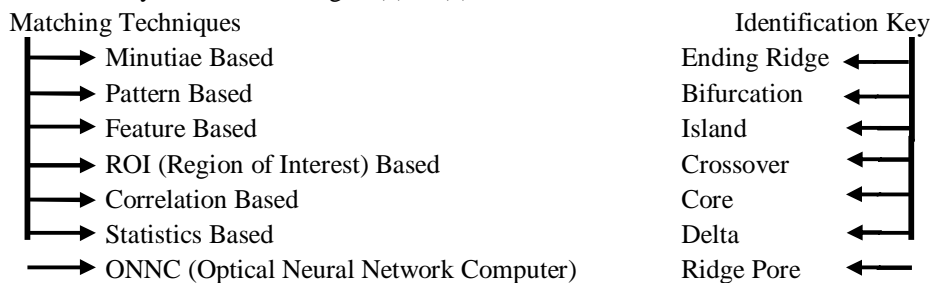 Matching Techniques Identification Key
Minutiae Based Ending Ridge
Pattern Based Bifurcation
Feature Based Island
ROI (Region of Interest) Based Crossover
Correlation Based Core
Statistics Based Delta
ONNC (Optical Neural Network Computer) Ridge Pore